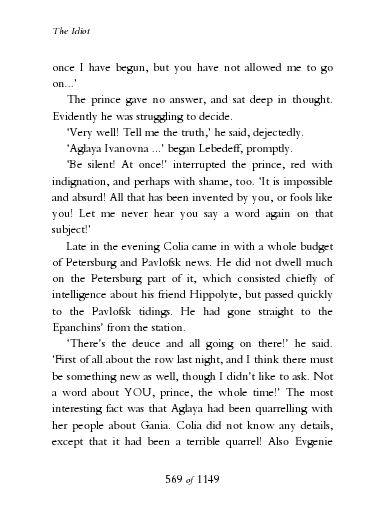 The Idiot
once I have begun, but you have not allowed me to go
on...’
The prince gave no answer, and sat deep in thought.
Evidently he was struggling to decide.
‘Very well! Tell me the truth,’ he said, dejectedly.
‘Aglaya Ivanovna ...’ began Lebedeff, promptly.
‘Be silent! At once!’ interrupted the prince, red with
indignation, and perhaps with shame, too. ‘It is impossible
and absurd! All that has been invented by you, or fools like
you! Let me never hear you say a word again on that
subject!’
Late in the evening Colia came in with a whole budget
of Petersburg and Pavlofsk news. He did not dwell much
on the Petersburg part of it, which consisted chiefly of
intelligence about his friend Hippolyte, but passed quickly
to the Pavlofsk tidings. He had gone straight to the
Epanchins’ from the station.
‘There’s the deuce and all going on there!’ he said.
‘First of all about the row last night, and I think there must
be something new as well, though I didn’t like to ask. Not
a word about YOU, prince, the whole time!’ The most
interesting fact was that Aglaya had been quarrelling with
her people about Gania. Colia did not know any details,
except that it had been a terrible quarrel! Also Evgenie
569 of 1149